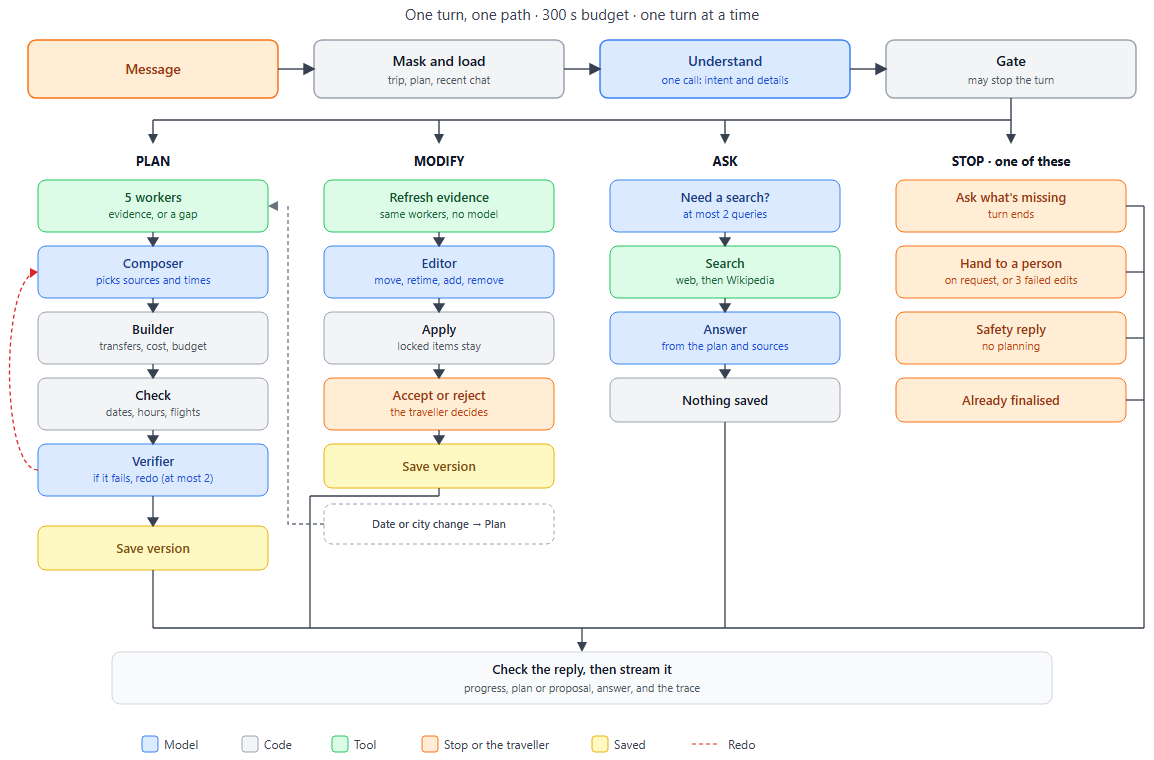 One turn, one path · 300 s budget · one turn at a time
Message
Mask and load
trip, plan, recent chat
Understand
one call: intent and details
Gate
may stop the turn
PLAN
5 workers
evidence, or a gap
Composer
picks sources and times
Builder
transfers, cost, budget
Check
dates, hours, flights
Verifier
if it fails, redo (at most 2)
Save version
MODIFY
Refresh evidence
same workers, no model
Editor
move, retime, add, remove
Apply
locked items stay
Accept or reject
the traveller decides
Save version
Date or city change → Plan
ASK
Need a search?
at most 2 queries
Search
web, then Wikipedia
Answer
from the plan and sources
Nothing saved
STOP · one of these
Ask what's missing
turn ends
Hand to a person
on request, or 3 failed edits
Safety reply
no planning
Already finalised
Check the reply, then stream it
progress, plan or proposal, answer, and the trace
Model
Code
Tool
Stop or the traveller
Saved
Redo